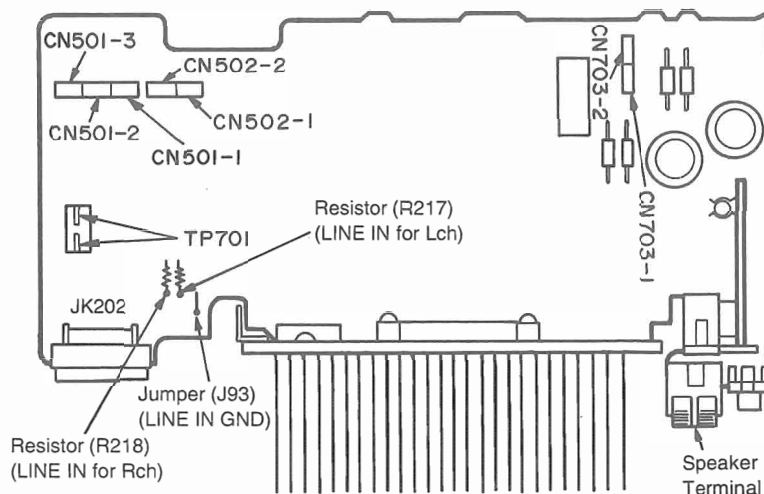 CN501-3
CN502-2
CN501-2
CN502-1
CN501-1
CN703-2
CN703-1
Resistor (R217)
(LINE IN for Lch)
TP701
JK202
Jumper (J93)
(LINE IN GND)
Resistor (R218)
(LINE IN for Rch)
Speaker
Terminal